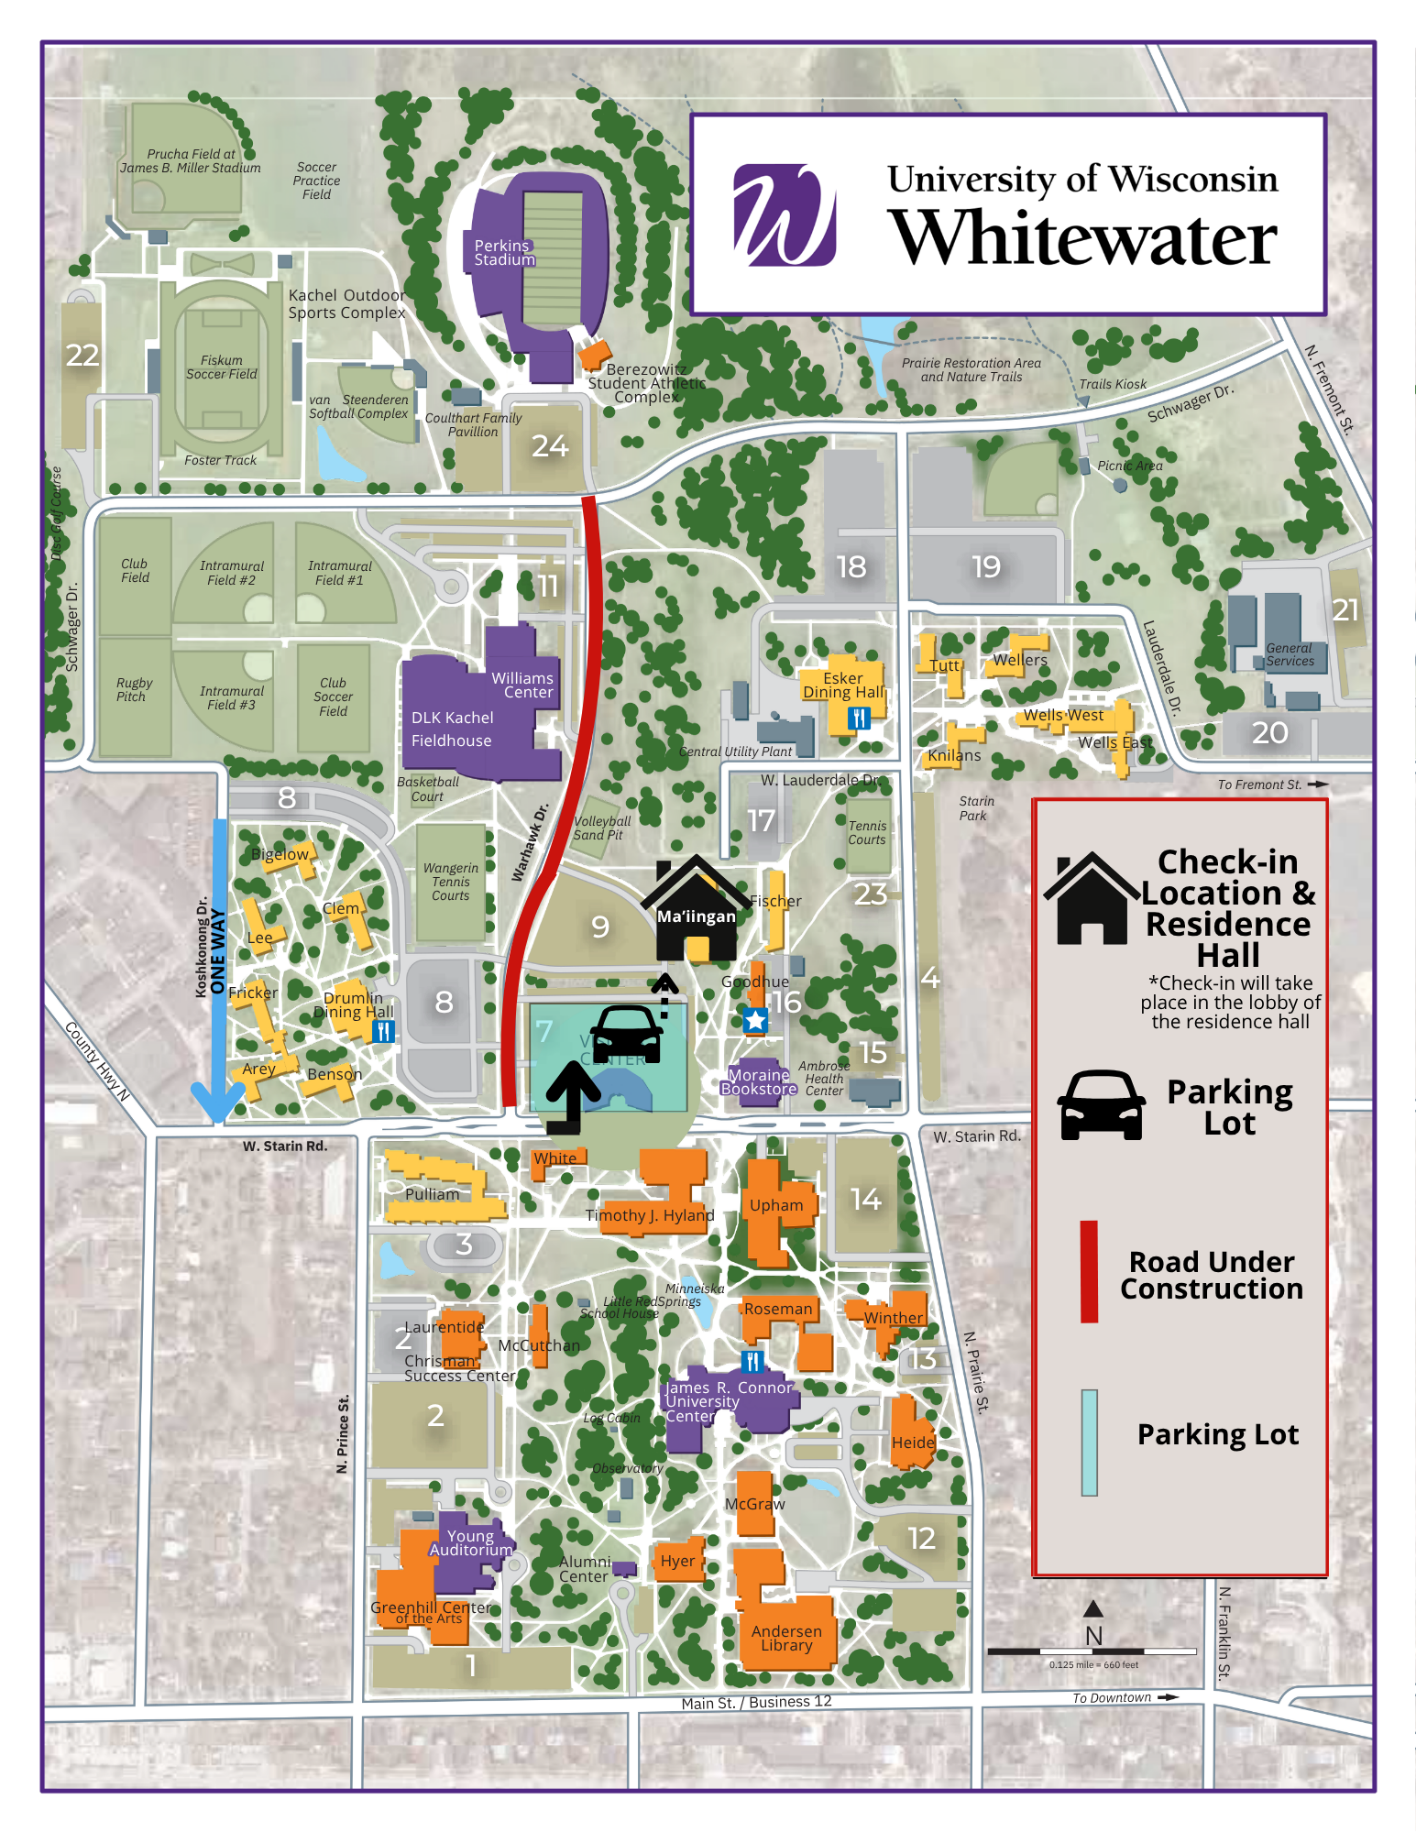 University of Wisconsin
Whitewater
Prucha Field at
James B. Miller Stadium
Soccer
Practice
Field
Perkins
Stadium
Kachel Outdoor
Sports Complex
22
Fiskum
Soccer Field
van Steenderen
Softball Complex
Coulthart Family
Pavillion
Berezowitz
Student Athletic
Complex
Prairie Restoration Area
and Nature Trails
Trails Kiosk
Schwager Dr.
N. Fremont St.
Foster Track
24
Picnic Area
Disc Golf Course
Club
Field
Intramural
Field #2
Intramural
Field #1
11
18
19
21
Schwager Dr.
Rugby
Pitch
Intramural
Field #3
Club
Soccer
Field
Williams
Center
DLK Kachel
Fieldhouse
Esker
Dining Hall
Tutt
Wellers
Wells West
Wells East
Knilans
Lauderdale Dr.
General
Services
20
Central Utility Plant
W. Lauderdale Dr.
To Fremont St.
Basketball
Court
8
Volleyball
Sand Pit
Warhawk Dr.
17
Tennis
Courts
Starin
Park
Bigelow
Wangerin
Tennis
Courts
Clem
Lee
Koshkonong Dr.
ONE WAY
9
Ma'iingan
Fischer
23
4
Fricker
Drumlin
Dining Hall
8
Goodhue
16
7
VISITOR
CENTER
Arey
Benson
Moraine
Bookstore
Ambrose
Health
Center
15
County Hwy N
W. Starin Rd.
W. Starin Rd.
Check-in
Location &
Residence
Hall
*Check-in will take
place in the lobby of
the residence hall
Parking
Lot
Road Under
Construction
Parking Lot
White
Pulliam
Timothy J. Hyland
Upham
14
3
Minneiska
Springs
Little Red
School House
Roseman
Winther
2
Laurentide
McCutchan
Chrisman
Success Center
13
N. Prairie St.
James R. Connor
University
Center
2
Log Cabin
Heide
N. Prince St.
Observatory
McGraw
12
Young
Auditorium
Alumni
Center
Hyer
Greenhill Center
of the Arts
Andersen
Library
1
N
0.125 mile = 660 feet
N. Franklin St.
Main St. / Business 12
To Downtown